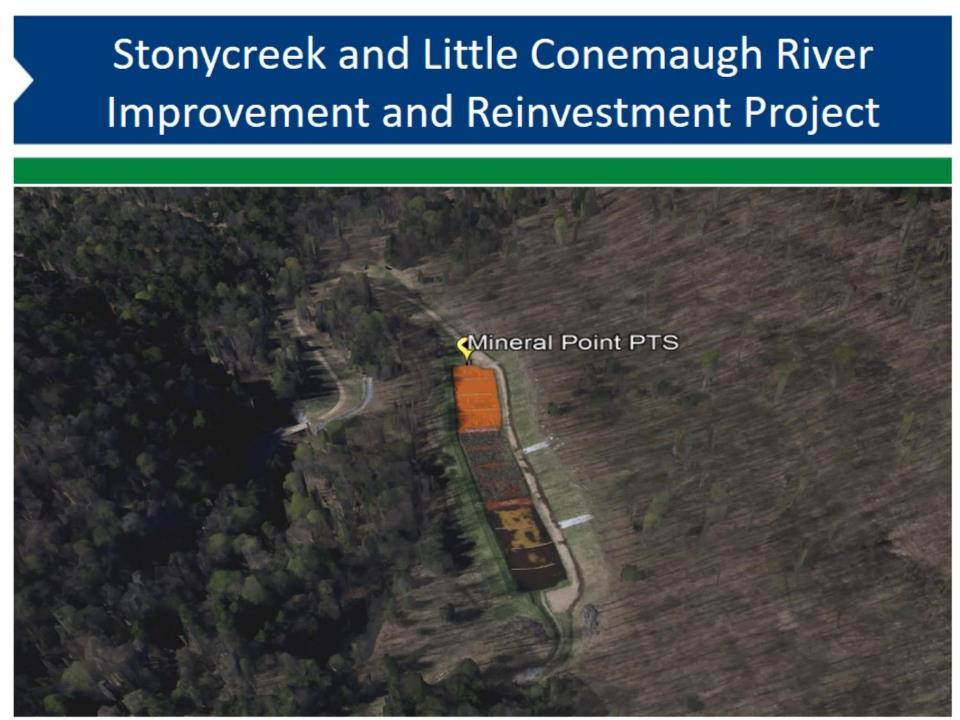 Stonycreek and Little Conemaugh River
Improvement and Reinvestment Project
Mineral Point PTS